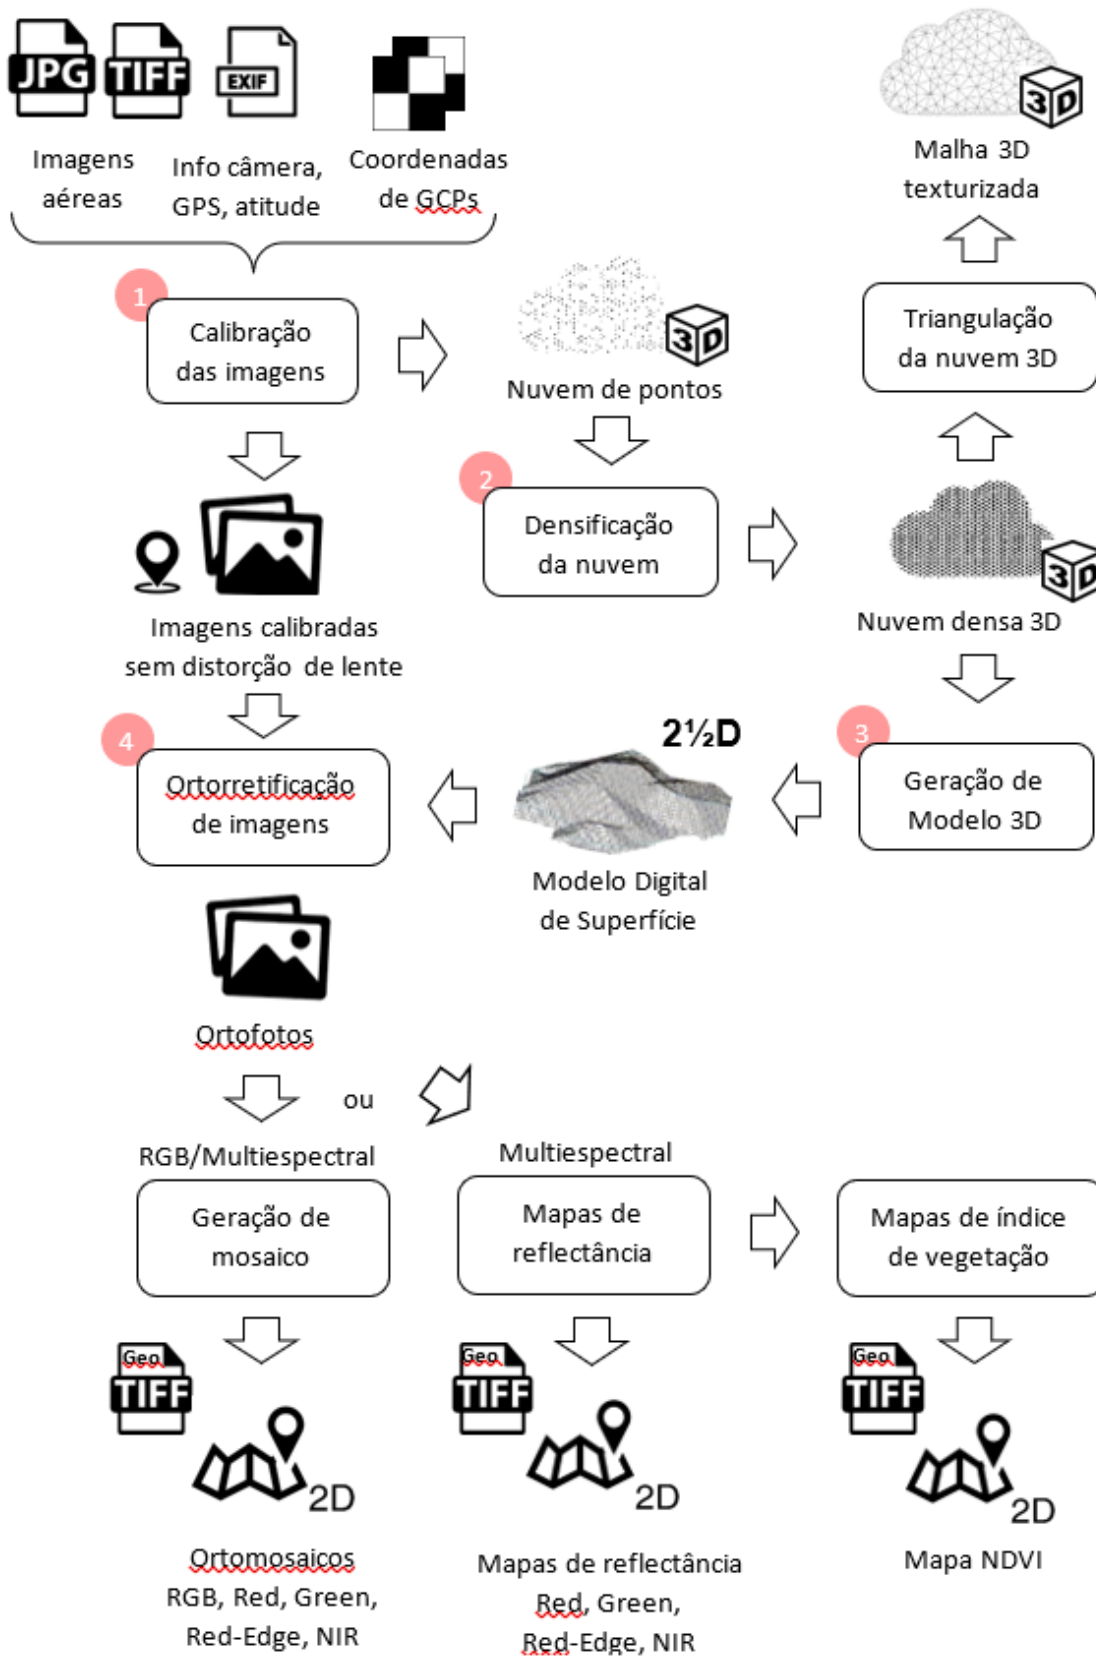 JPG
TIFF
EXIF
Imagens
aéreas
Info câmera,
GPS, atitude
Coordenadas
de GCPs
3D
Malha 3D
texturizada
1
Calibração
das imagens
3D
Nuvem de pontos
Triangulação
da nuvem 3D
2
Densificação
da nuvem
3D
Nuvem densa 3D
Imagens calibradas
sem distorção de lente
4
Ortorretificação
de imagens
2½D
Modelo Digital
de Superfície
3
Geração de
Modelo 3D
Ortofotos
ou
RGB/Multiespectral
Geração de
mosaico
Multiespectral
Mapas de
reflectância
Mapas de índice
de vegetação
Geo
TIFF
2D
Ortomosaicos
RGB, Red, Green,
Red-Edge, NIR
Geo
TIFF
2D
Mapas de reflectância
Red, Green,
Red-Edge, NIR
Geo
TIFF
2D
Mapa NDVI